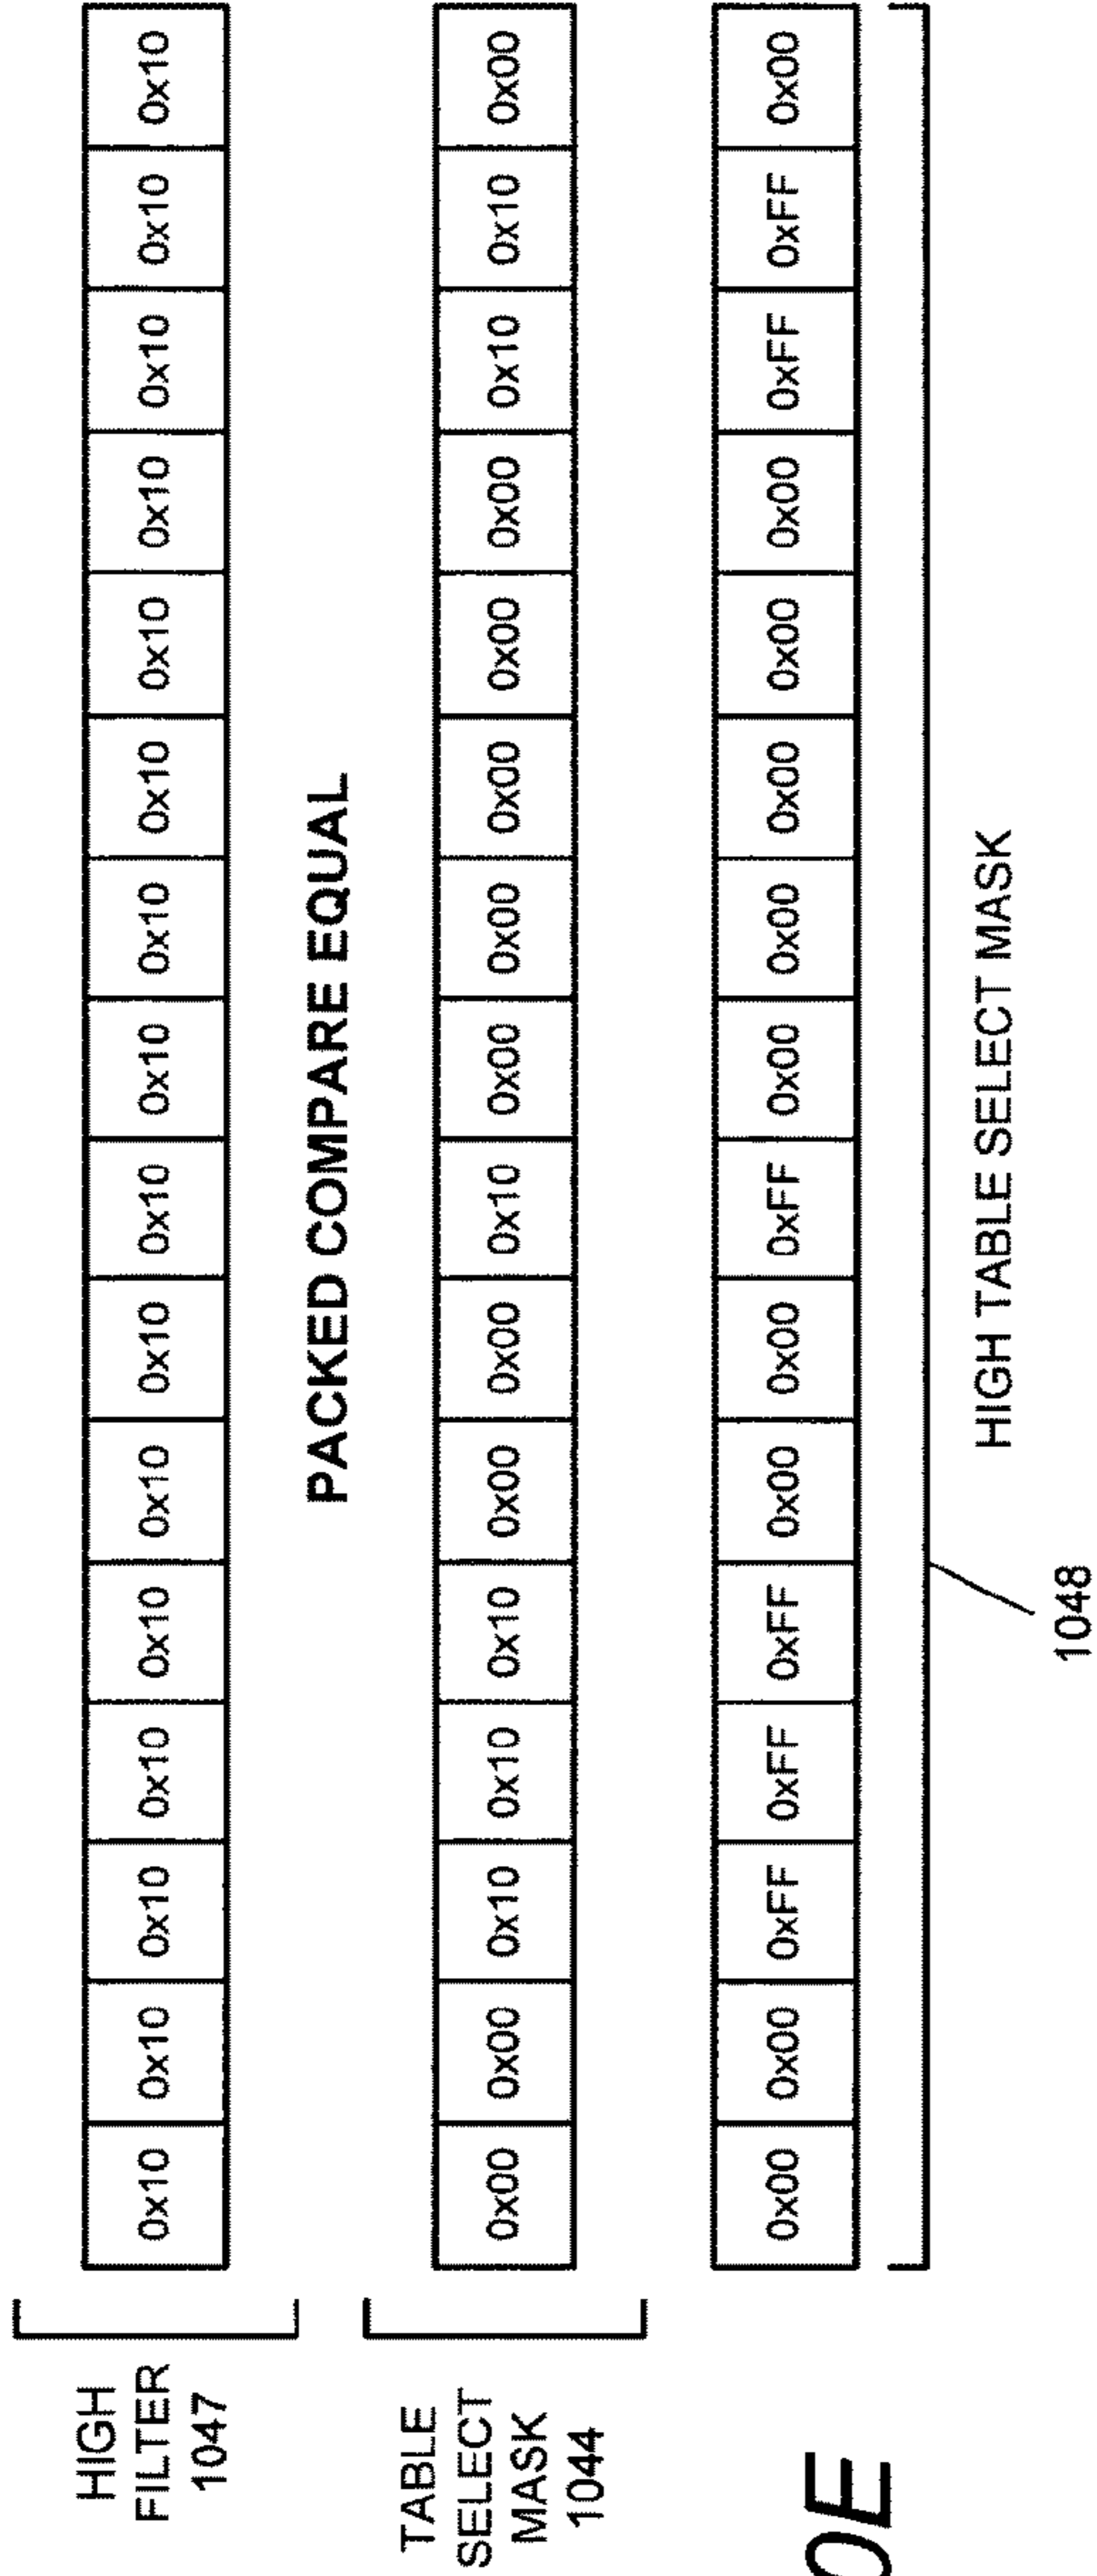 HIGH
FILTER
1047
0x10 0x10 0x10 0x10 0x10 0x10 0x10 0x10 0x10 0x10 0x10 0x10 0x10 0x10 0x10 0x10
PACKED COMPARE EQUAL
TABLE
SELECT
MASK
1044
0x00 0x00 0x10 0x10 0x10 0x00 0x00 0x10 0x00 0x00 0x00 0x00 0x00 0x10 0x10 0x00
0x00 0x00 0xFF 0xFF 0xFF 0x00 0x00 0xFF 0x00 0x00 0x00 0x00 0x00 0xFF 0xFF 0x00
HIGH TABLE SELECT MASK
1048
0E